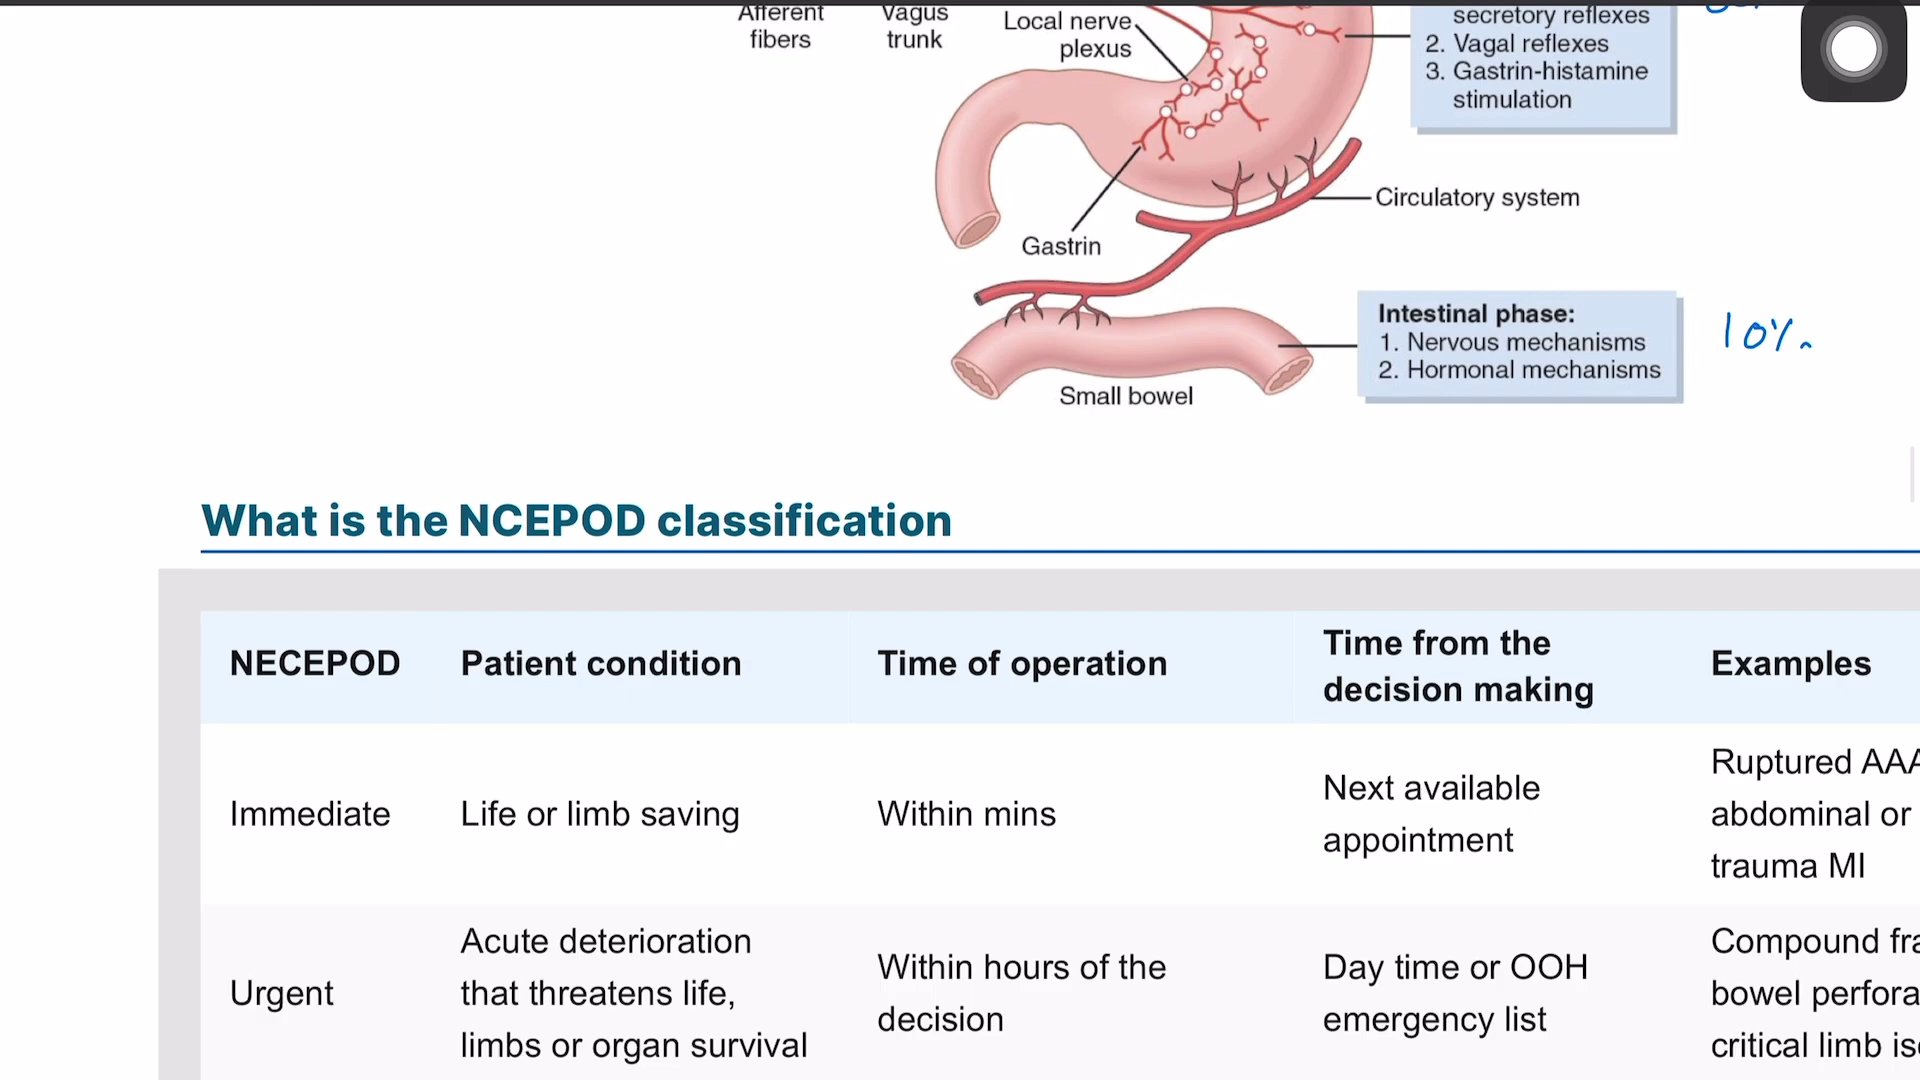 Afferent
fibers
Vagus
trunk
Local nerve
plexus
secretory reflexes
2. Vagal reflexes
3. Gastrin-histamine
stimulation
Circulatory system
Gastrin
Intestinal phase:
1. Nervous mechanisms
2. Hormonal mechanisms
10%
Small bowel
What is the NCEPOD classification
NECEPOD
Patient condition
Time of operation
Time from the
decision making
Examples
Immediate
Life or limb saving
Within mins
Next available
appointment
Ruptured AAA
abdominal or
trauma MI
Urgent
Acute deterioration
that threatens life,
limbs or organ survival
Within hours of the
decision
Day time or OOH
emergency list
Compound fra
bowel perfora
critical limb is